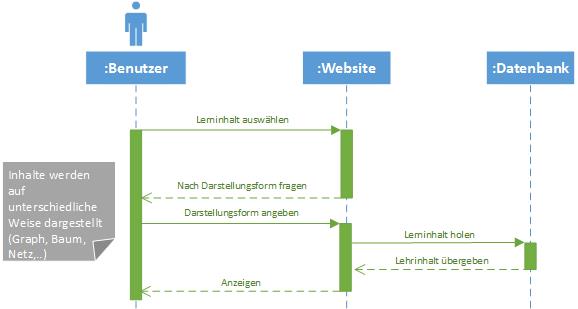 :Benutzer
:Website
:Datenbank
Lerninhalt auswählen
Nach Darstellungsform fragen
Inhalte werden
auf
unterschiedliche
Weise dargestellt
(Graph, Baum,
Netz,..)
Darstellungsform angeben
Lerninhalt holen
Lehrinhalt übergeben
Anzeigen